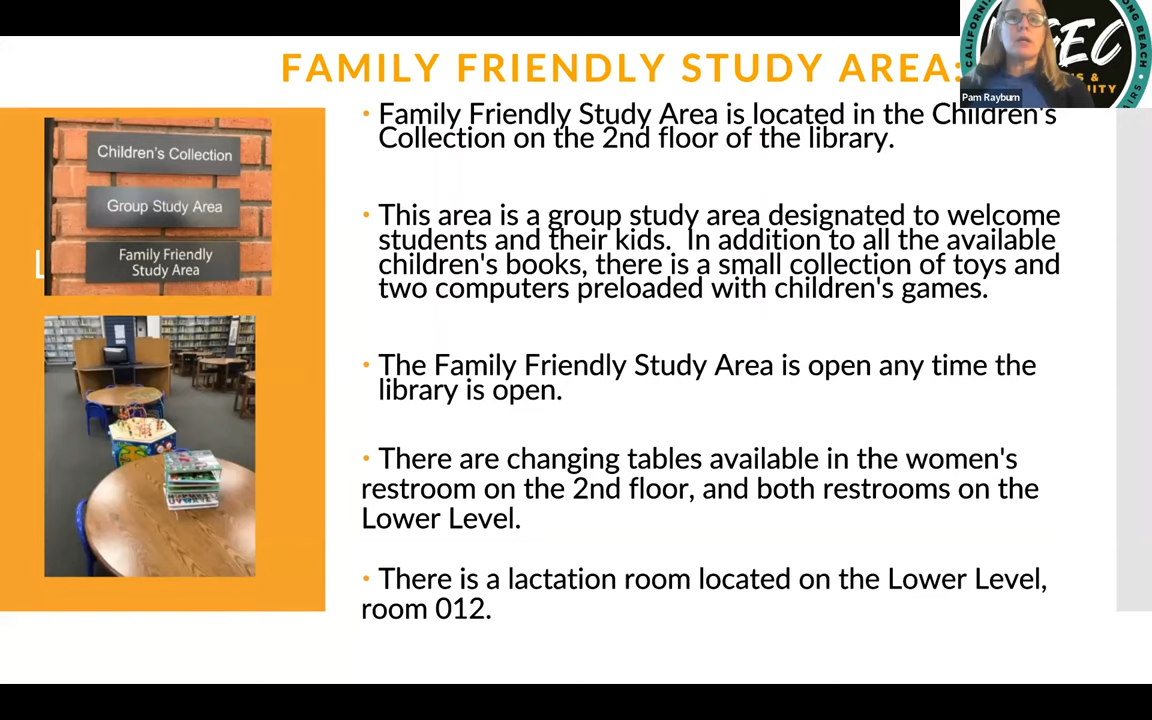 FAMILY FRIENDLY STUDY AREA:
CALIFORNIA
LONG BEACH
Pam Rayburn
• Family Friendly Study Area is located in the Children's
Collection on the 2nd floor of the library.
Children's Collection
Group Study Area
Family Friendly
Study Area
L
• This area is a group study area designated to welcome
students and their kids. In addition to all the available
children's books, there is a small collection of toys and
two computers preloaded with children's games.
• The Family Friendly Study Area is open any time the
library is open.
• There are changing tables available in the women's
restroom on the 2nd floor, and both restrooms on the
Lower Level.
• There is a lactation room located on the Lower Level,
room 012.